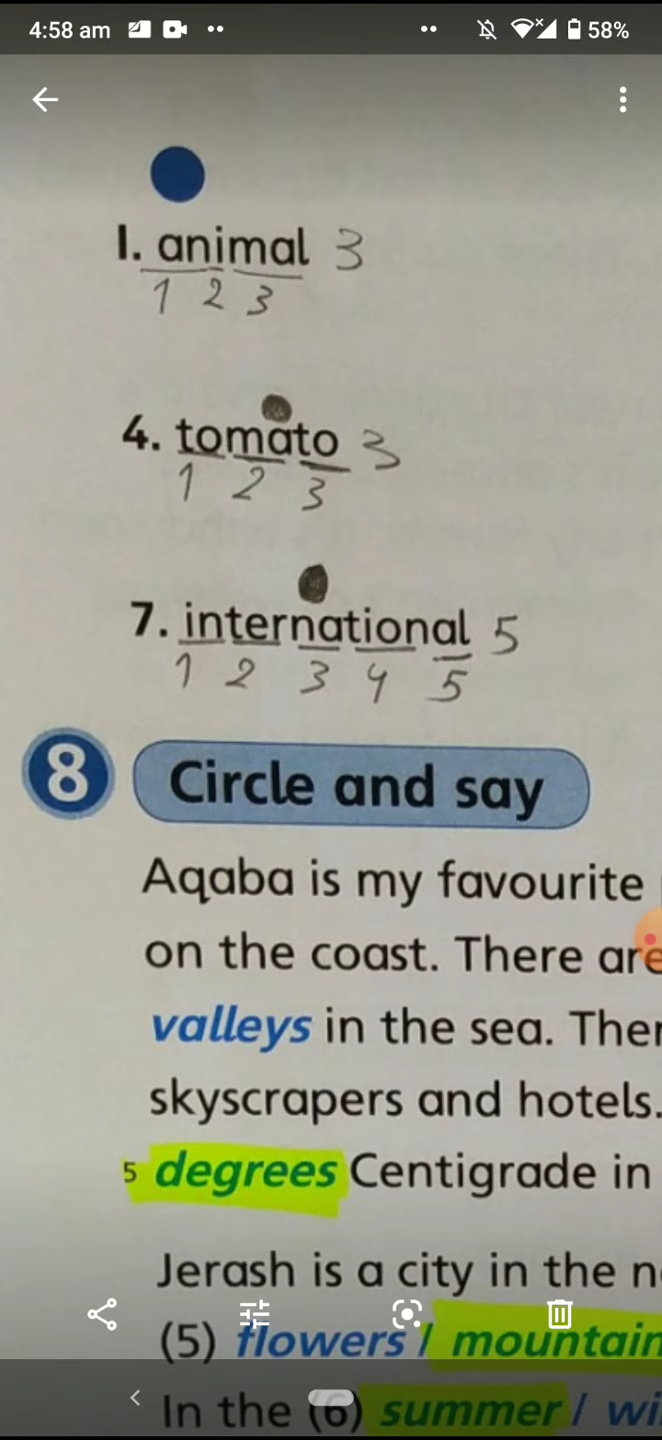 4:58 am
58%
1. animal 3
1 2 3
4. tomato 3
1 2 3
7. international 5
1 2 3 4 5
8 Circle and say
Aqaba is my favourite
on the coast. There are
valleys in the sea. Ther
skyscrapers and hotels.
5 degrees Centigrade in
Jerash is a city in the n
(5) flowers / mountain
In the (6) summer / wi